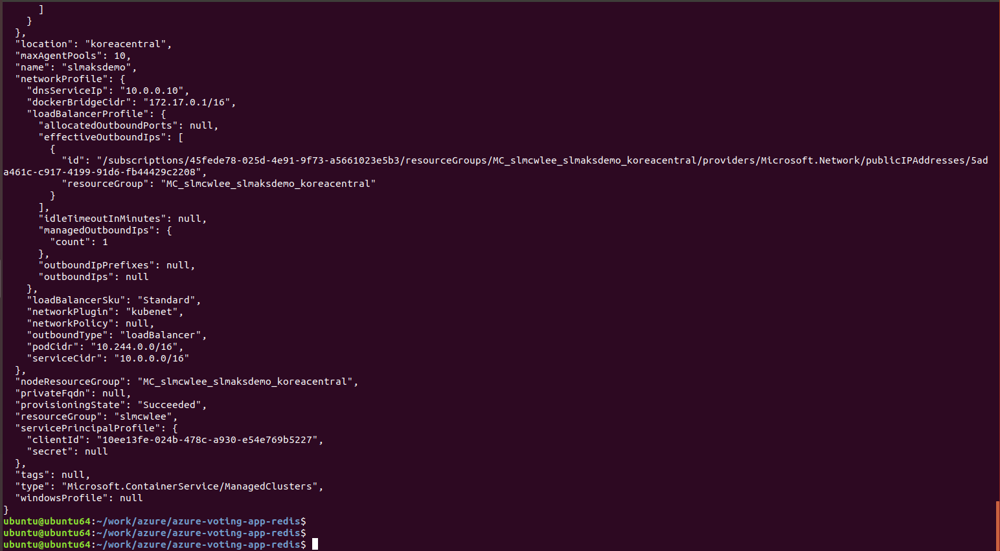 ]
    }
  },
  "location": "koreacentral",
  "maxAgentPools": 10,
  "name": "slmaksdemo",
  "networkProfile": {
    "dnsServiceIp": "10.0.0.10",
    "dockerBridgeCidr": "172.17.0.1/16",
    "loadBalancerProfile": {
      "allocatedOutboundPorts": null,
      "effectiveOutboundIps": [
        {
          "id": "/subscriptions/45fede78-025d-4e91-9f73-a5661023e5b3/resourceGroups/MC_slmcwlee_slmaksdemo_koreacentral/providers/Microsoft.Network/publicIPAddresses/5ad
a461c-c917-4199-91d6-fb44429c2208",
          "resourceGroup": "MC_slmcwlee_slmaksdemo_koreacentral"
        }
      ],
      "idleTimeoutInMinutes": null,
      "managedOutboundIps": {
        "count": 1
      },
      "outboundIpPrefixes": null,
      "outboundIps": null
    },
    "loadBalancerSku": "Standard",
    "networkPlugin": "kubenet",
    "networkPolicy": null,
    "outboundType": "loadBalancer",
    "podCidr": "10.244.0.0/16",
    "serviceCidr": "10.0.0.0/16"
  },
  "nodeResourceGroup": "MC_slmcwlee_slmaksdemo_koreacentral",
  "privateFqdn": null,
  "provisioningState": "Succeeded",
  "resourceGroup": "slmcwlee",
  "servicePrincipalProfile": {
    "clientId": "10ee13fe-024b-478c-a930-e54e769b5227",
    "secret": null
  },
  "tags": null,
  "type": "Microsoft.ContainerService/ManagedClusters",
  "windowsProfile": null
}
ubuntu@ubuntu64:~/work/azure/azure-voting-app-redis$
ubuntu@ubuntu64:~/work/azure/azure-voting-app-redis$
ubuntu@ubuntu64:~/work/azure/azure-voting-app-redis$